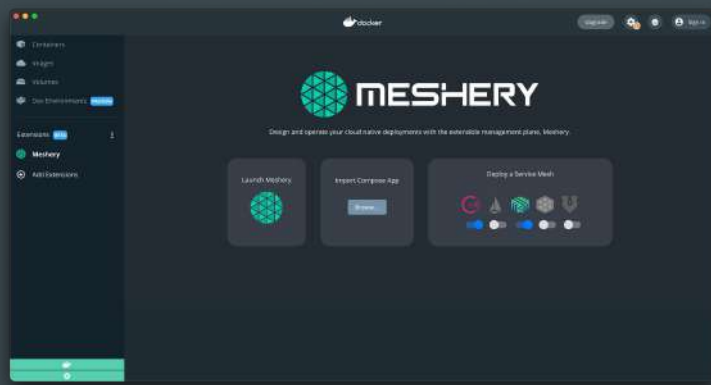 docker
Upgrade
Sign in
Containers
Images
Volumes
Dev Environments
Extensions BETA
Meshery
Add Extensions
MESHERY
Design and operate your cloud native deployments with the extensible management plane, Meshery.
Launch Meshery
Import Compose App
Browse...
Deploy a Service Mesh